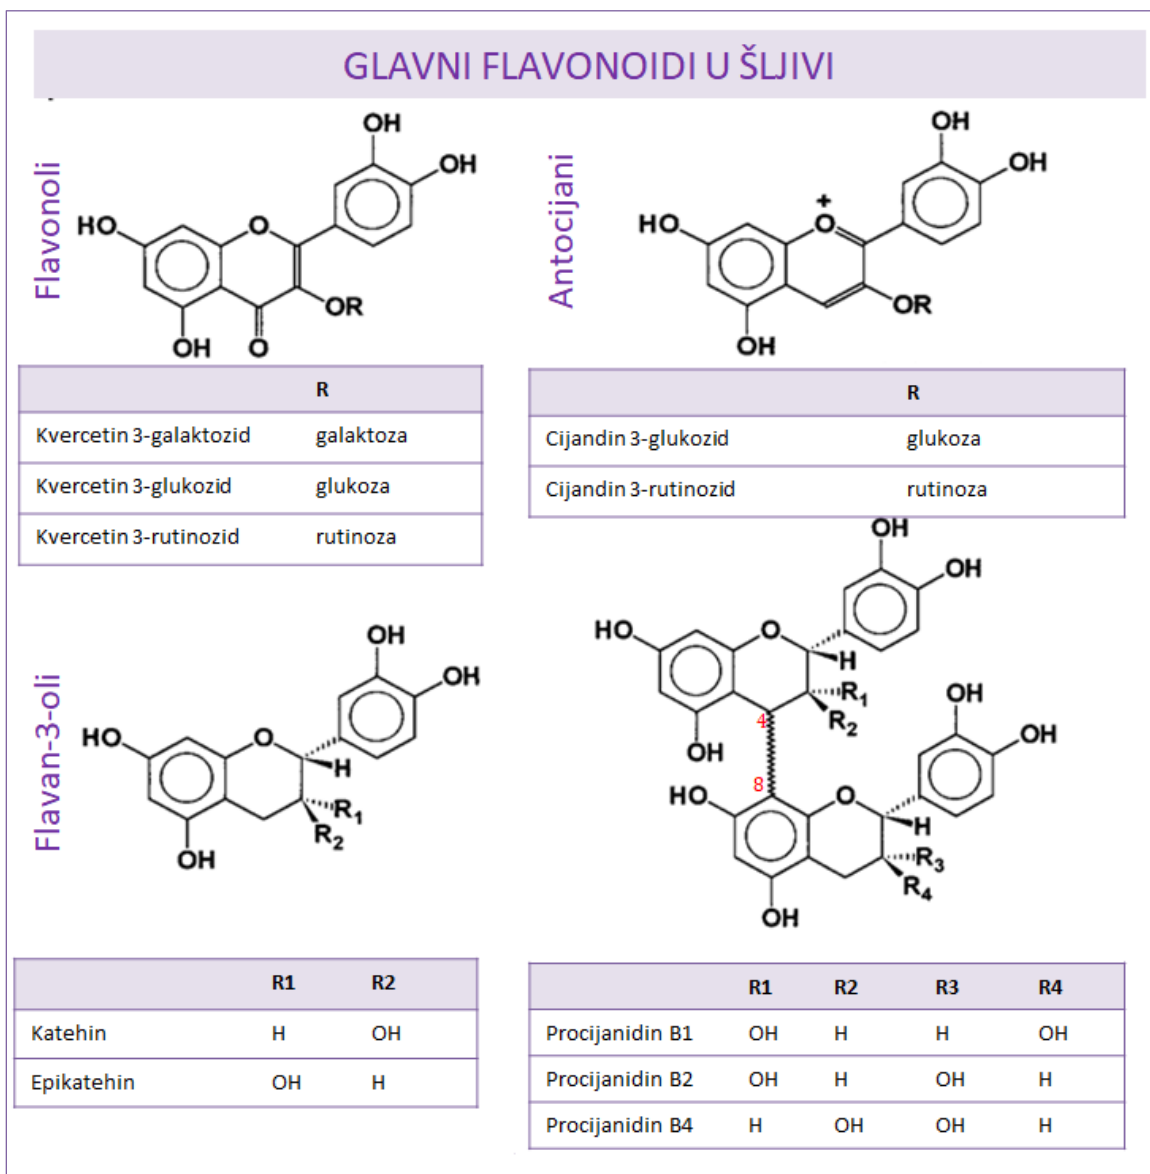 GLAVNI FLAVONOIDI U ŠLJIVI
Flavonoli
OH
OH
HO
O
OR
OH
O
R
Kvercetin 3-galaktozid galaktoza
Kvercetin 3-glukozid glukoza
Kvercetin 3-rutinozid rutinoza
Antocijani
OH
OH
HO
+
O
OR
OH
R
Cijandin 3-glukozid glukoza
Cijandin 3-rutinozid rutinoza
Flavan-3-oli
OH
OH
HO
O
H
R1
R2
OH
R1 R2
Katehin H OH
Epikatehin OH H
OH
OH
HO
O
H
R1
R2
4
OH
OH
OH
8
HO
O
H
R3
R4
OH
R1 R2 R3 R4
Procijanidin B1 OH H H OH
Procijanidin B2 OH H OH H
Procijanidin B4 H OH OH H